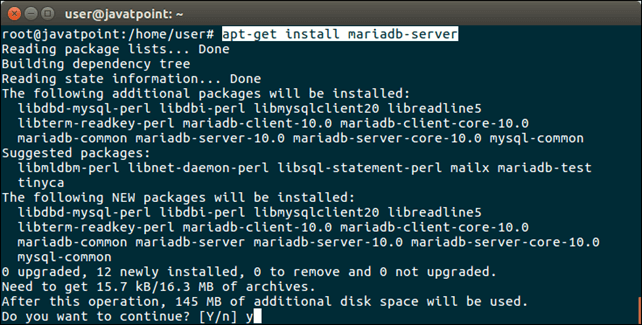 user@javatpoint: ~
root@javatpoint:/home/user# apt-get install mariadb-server
Reading package lists... Done
Building dependency tree
Reading state information... Done
The following additional packages will be installed:
libdbd-mysql-perl libdbi-perl libmysqlclient20 libreadline5
libterm-readkey-perl mariadb-client-10.0 mariadb-client-core-10.0
mariadb-common mariadb-server-10.0 mariadb-server-core-10.0 mysql-common
Suggested packages:
libmldbm-perl libnet-daemon-perl libsql-statement-perl mailx mariadb-test
tinyca
The following NEW packages will be installed:
libdbd-mysql-perl libdbi-perl libmysqlclient20 libreadline5
libterm-readkey-perl mariadb-client-10.0 mariadb-client-core-10.0
mariadb-common mariadb-server mariadb-server-10.0 mariadb-server-core-10.0
mysql-common
0 upgraded, 12 newly installed, 0 to remove and 0 not upgraded.
Need to get 15.7 kB/16.3 MB of archives.
After this operation, 145 MB of additional disk space will be used.
Do you want to continue? [Y/n] y